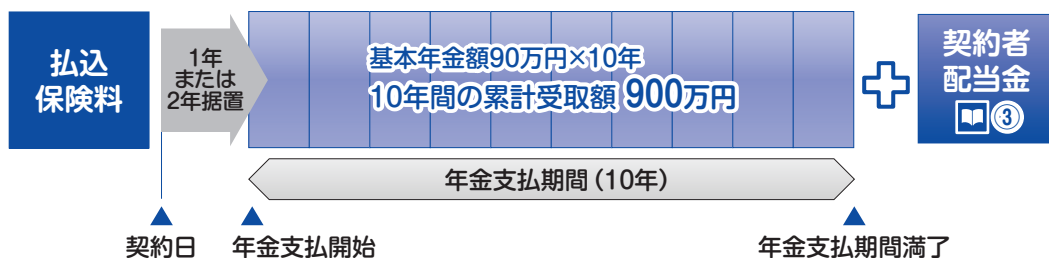 払込
保険料
1年
または
2年据置
基本年金額90万円×10年
10年間の累計受取額 900万円
契約者
配当金
3
年金支払期間（10年）
契約日
年金支払開始
年金支払期間満了